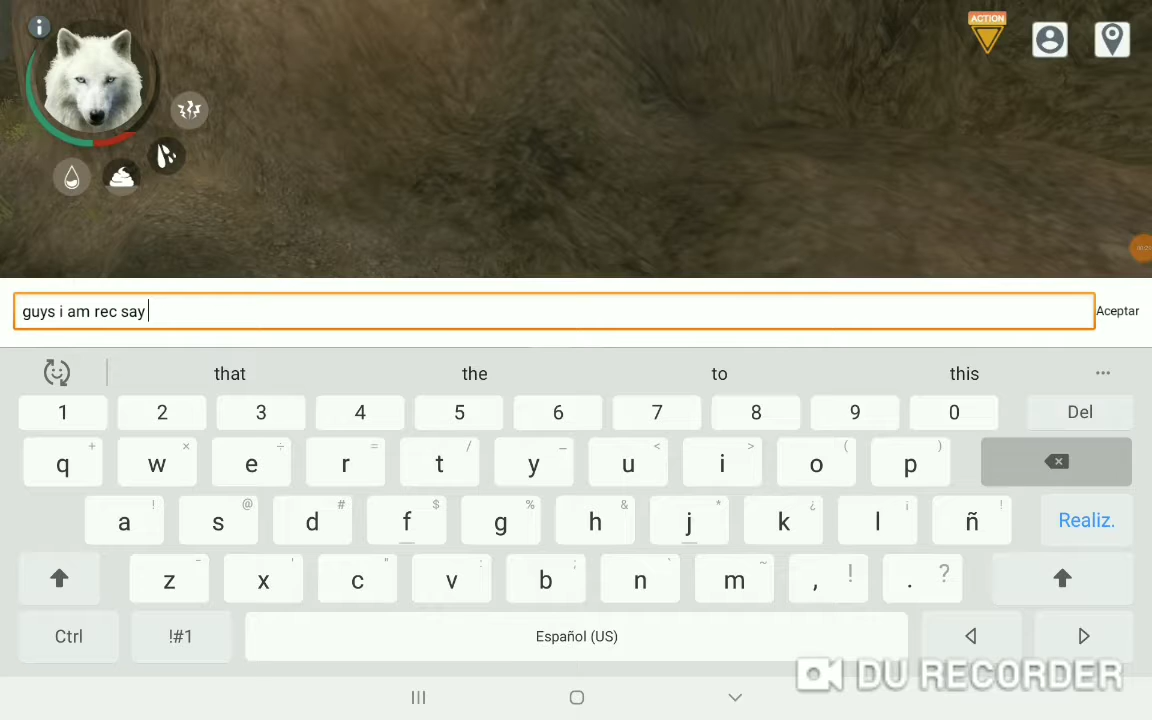 ACTION
guys i am rec say
Aceptar
that the to this ...
1 2 3 4 5 6 7 8 9 0 Del
+ × ÷ = / _ < > ( )
q w e r t y u i o p
! @ # $ % & * ¿ ¡ !
a s d f g h j k l ñ Realiz.
- ' " : ; ` ~
z x c v b n m , ! . ?
Ctrl !#1 Español (US)
DU RECORDER